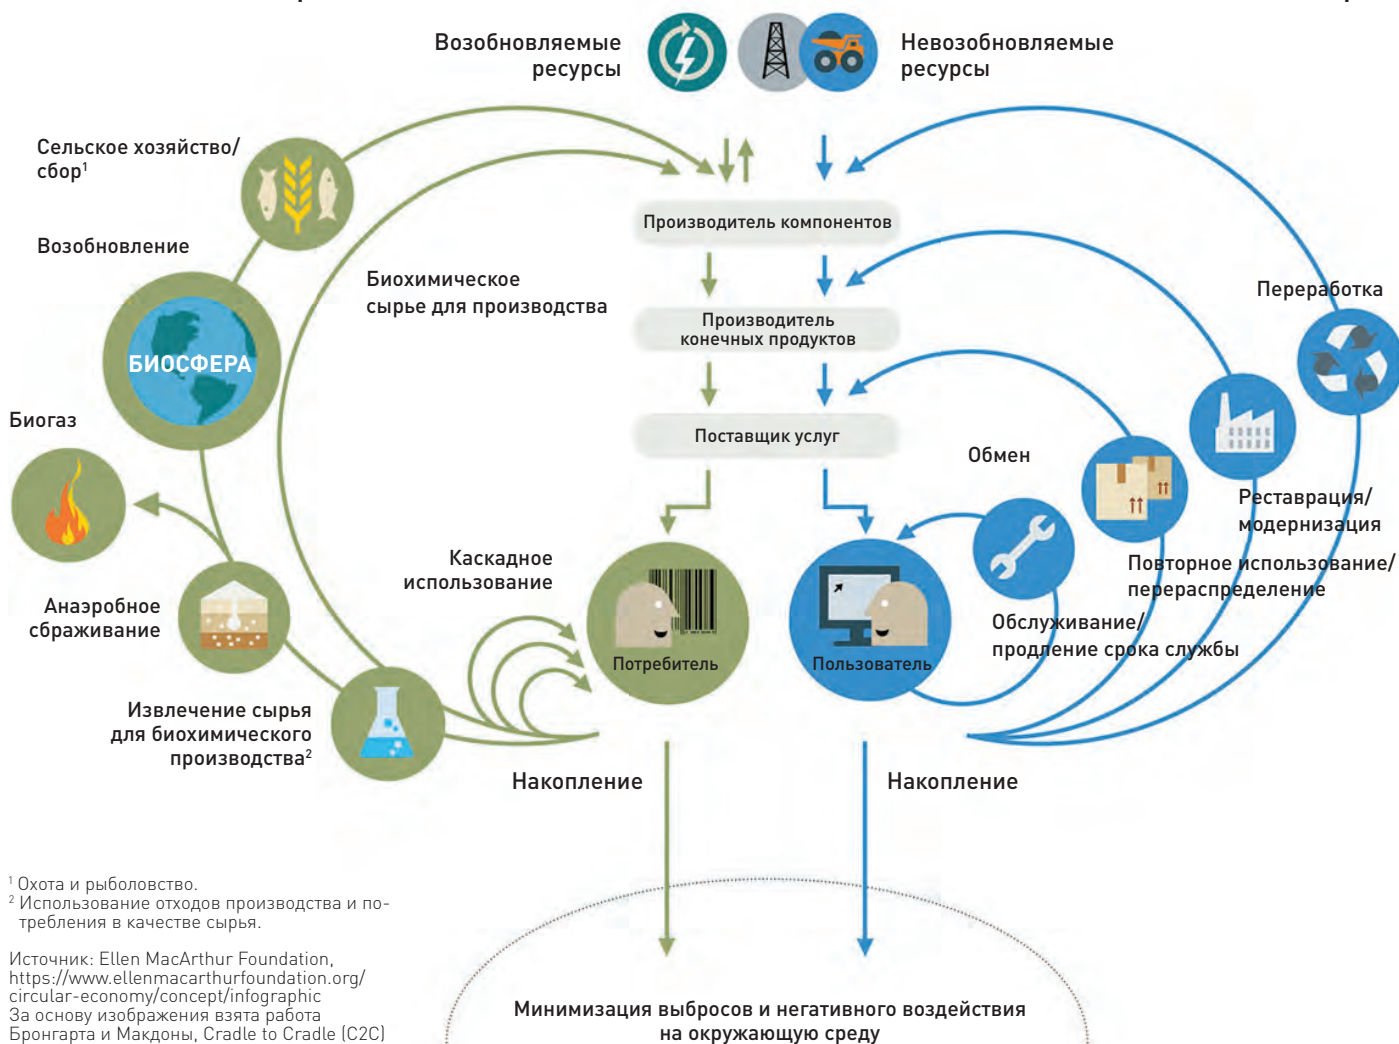 Возобновляемые
ресурсы
Невозобновляемые
ресурсы
Сельское хозяйство/
сбор¹
Возобновление
Биохимическое
сырье для производства
БИОСФЕРА
Биогаз
Анаэробное
сбраживание
Извлечение сырья
для биохимического
производства²
Каскадное
использование
Производитель компонентов
Производитель
конечных продуктов
Поставщик услуг
Потребитель
Пользователь
Переработка
Обмен
Реставрация/
модернизация
Повторное использование/
перераспределение
Обслуживание/
продление срока службы
Накопление
Накопление
Минимизация выбросов и негативного воздействия
на окружающую среду
¹ Охота и рыболовство.
² Использование отходов производства и по-
требления в качестве сырья.
Источник: Ellen MacArthur Foundation,
https://www.ellenmacarthurfoundation.org/
circular-economy/concept/infographic
За основу изображения взята работа
Бронгарта и Макдоны, Cradle to Cradle (C2C)